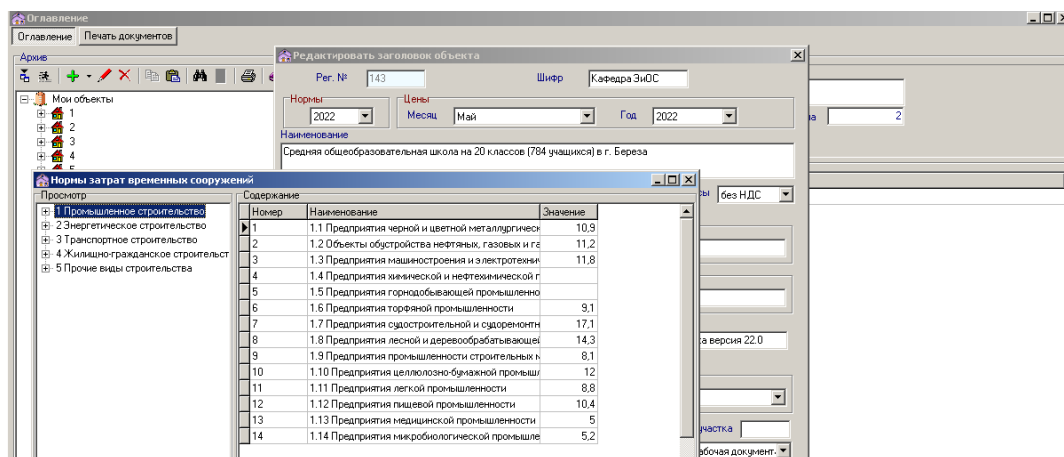 Оглавление
Оглавление Печать документов
Архив
Мои объекты
1
2
3
4
Редактировать заголовок объекта
Рег. № 143 Шифр Кафедра ЭиОС
Нормы Цены
2022 Месяц Май Год 2022
2
Наименование
Средняя общеобразовательная школа на 20 классов (784 учащихся) в г. Береза
без НДС
версия 22.0
участка
Нормы затрат временных сооружений
Просмотр
1 Промышленное строительство
2 Энергетическое строительство
3 Транспортное строительство
4 Жилищно-гражданское строительст
5 Прочие виды строительства
Содержание
Номер Наименование Значение
1 1.1 Предприятия черной и цветной металлургическ 10,9
2 1.2 Объекты обустройства нефтяных, газовых и га 11,2
3 1.3 Предприятия машиностроения и электротехни 11,8
4 1.4 Предприятия химической и нефтехимической г
5 1.5 Предприятия горнодобывающей промышленно
6 1.6 Предприятия торфяной промышленности 9,1
7 1.7 Предприятия судостроительной и судоремонтн 17,1
8 1.8 Предприятия лесной и деревообрабатывающей 14,3
9 1.9 Предприятия промышленности строительных м 8,1
10 1.10 Предприятия целлюлозно-бумажной промышл 12
11 1.11 Предприятия легкой промышленности 8,8
12 1.12 Предприятия пищевой промышленности 10,4
13 1.13 Предприятия медицинской промышленности 5
14 1.14 Предприятия микробиологической промышле 5,2